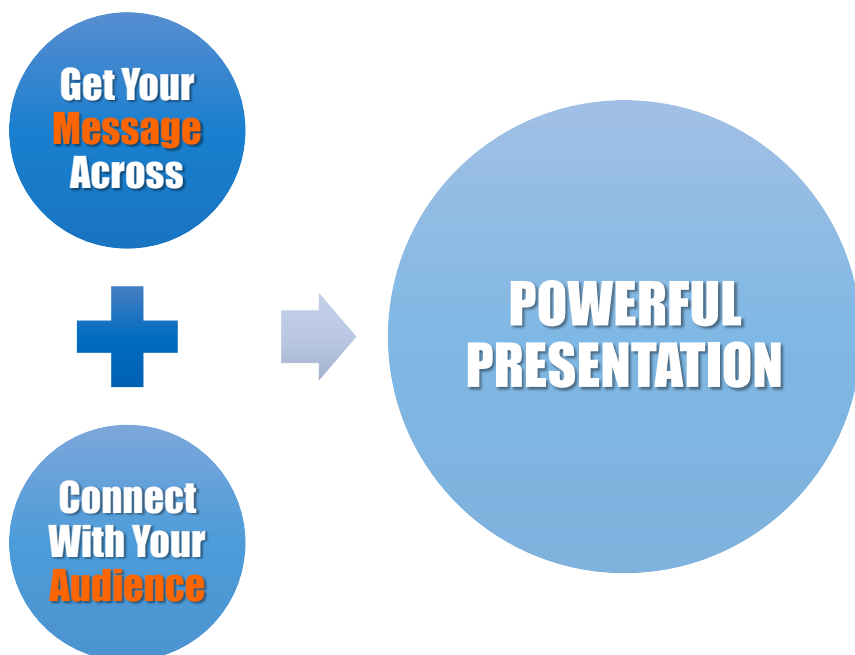 Get Your
Message
Across
Connect
With Your
Audience
POWERFUL
PRESENTATION